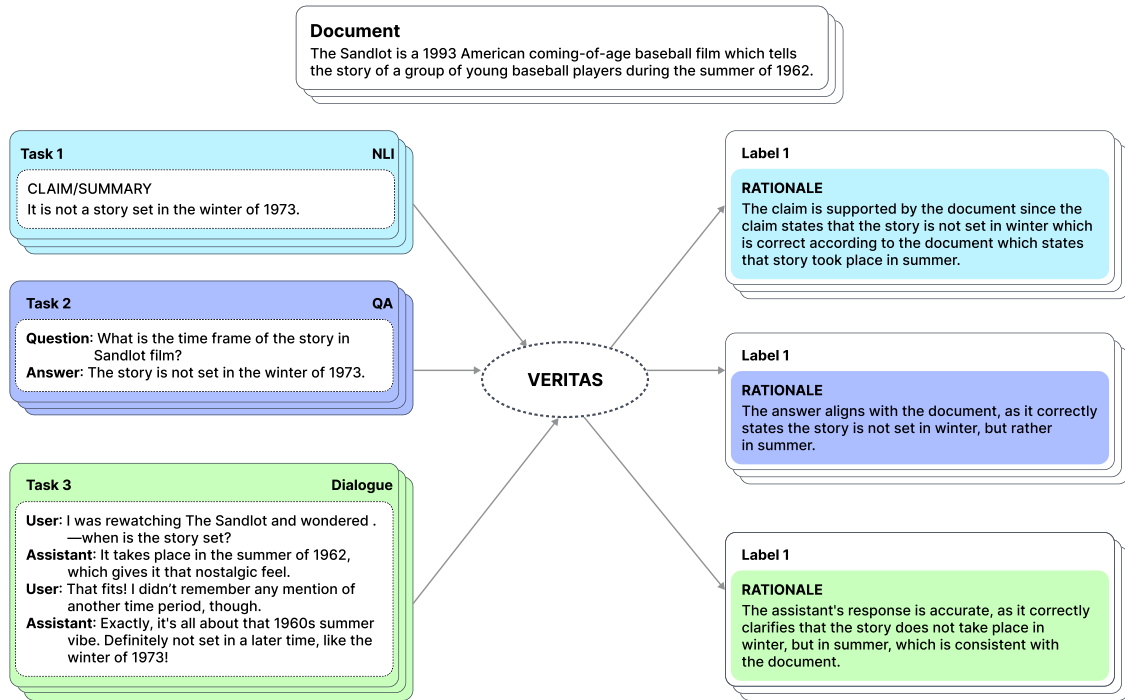 Document
The Sandlot is a 1993 American coming-of-age baseball film which tells
the story of a group of young baseball players during the summer of 1962.
Task 1 NLI
CLAIM/SUMMARY
It is not a story set in the winter of 1973.
Task 2 QA
Question: What is the time frame of the story in
Sandlot film?
Answer: The story is not set in the winter of 1973.
Task 3 Dialogue
User: I was rewatching The Sandlot and wondered .
—when is the story set?
Assistant: It takes place in the summer of 1962,
which gives it that nostalgic feel.
User: That fits! I didn’t remember any mention of
another time period, though.
Assistant: Exactly, it's all about that 1960s summer
vibe. Definitely not set in a later time, like the
winter of 1973!
VERITAS
Label 1
RATIONALE
The claim is supported by the document since the
claim states that the story is not set in winter which
is correct according to the document which states
that story took place in summer.
Label 1
RATIONALE
The answer aligns with the document, as it correctly
states the story is not set in winter, but rather
in summer.
Label 1
RATIONALE
The assistant's response is accurate, as it correctly
clarifies that the story does not take place in
winter, but in summer, which is consistent with
the document.